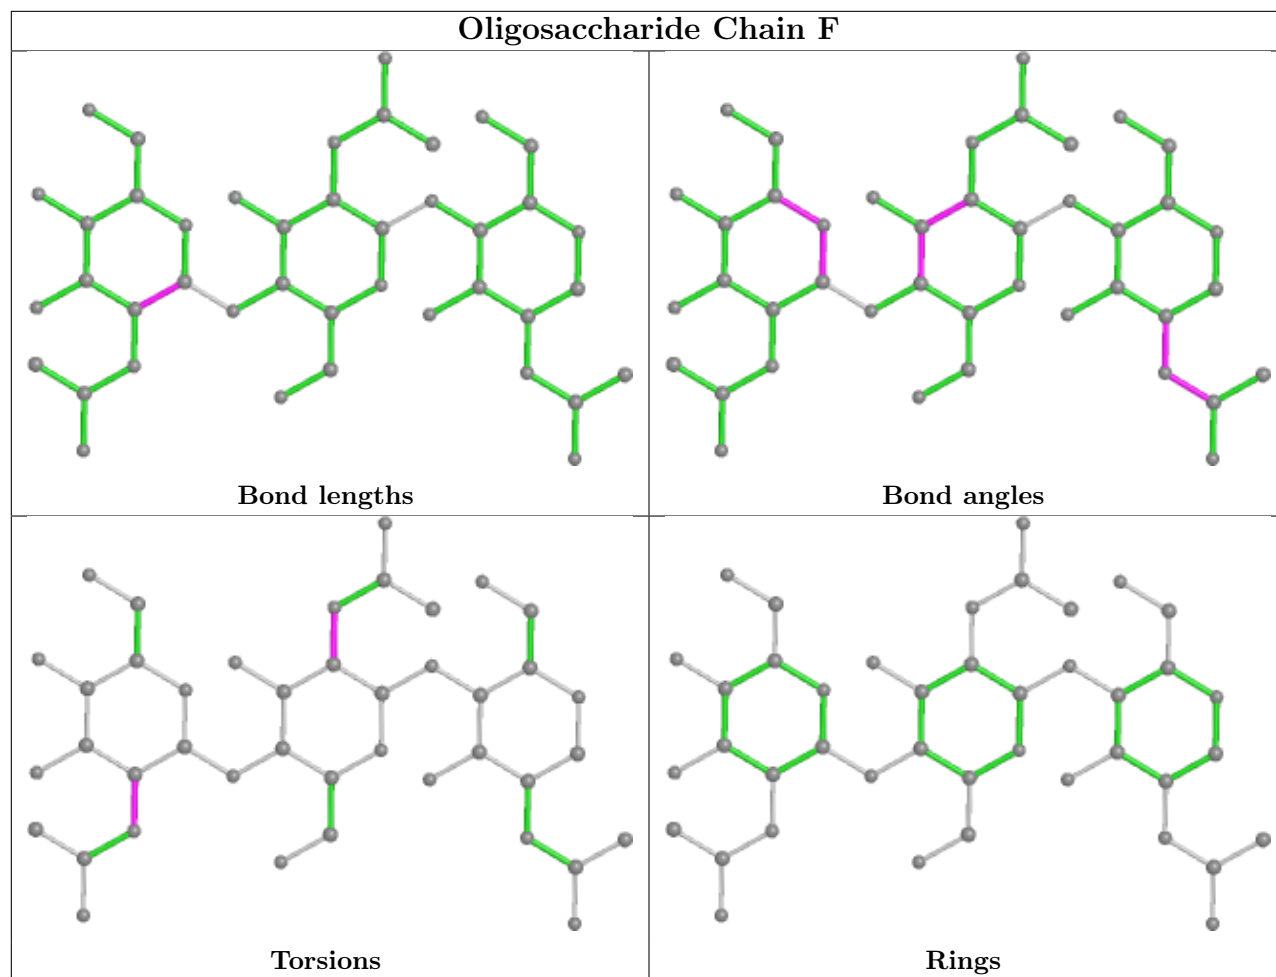 Oligosaccharide Chain F
Bond lengths
Bond angles
Torsions
Rings